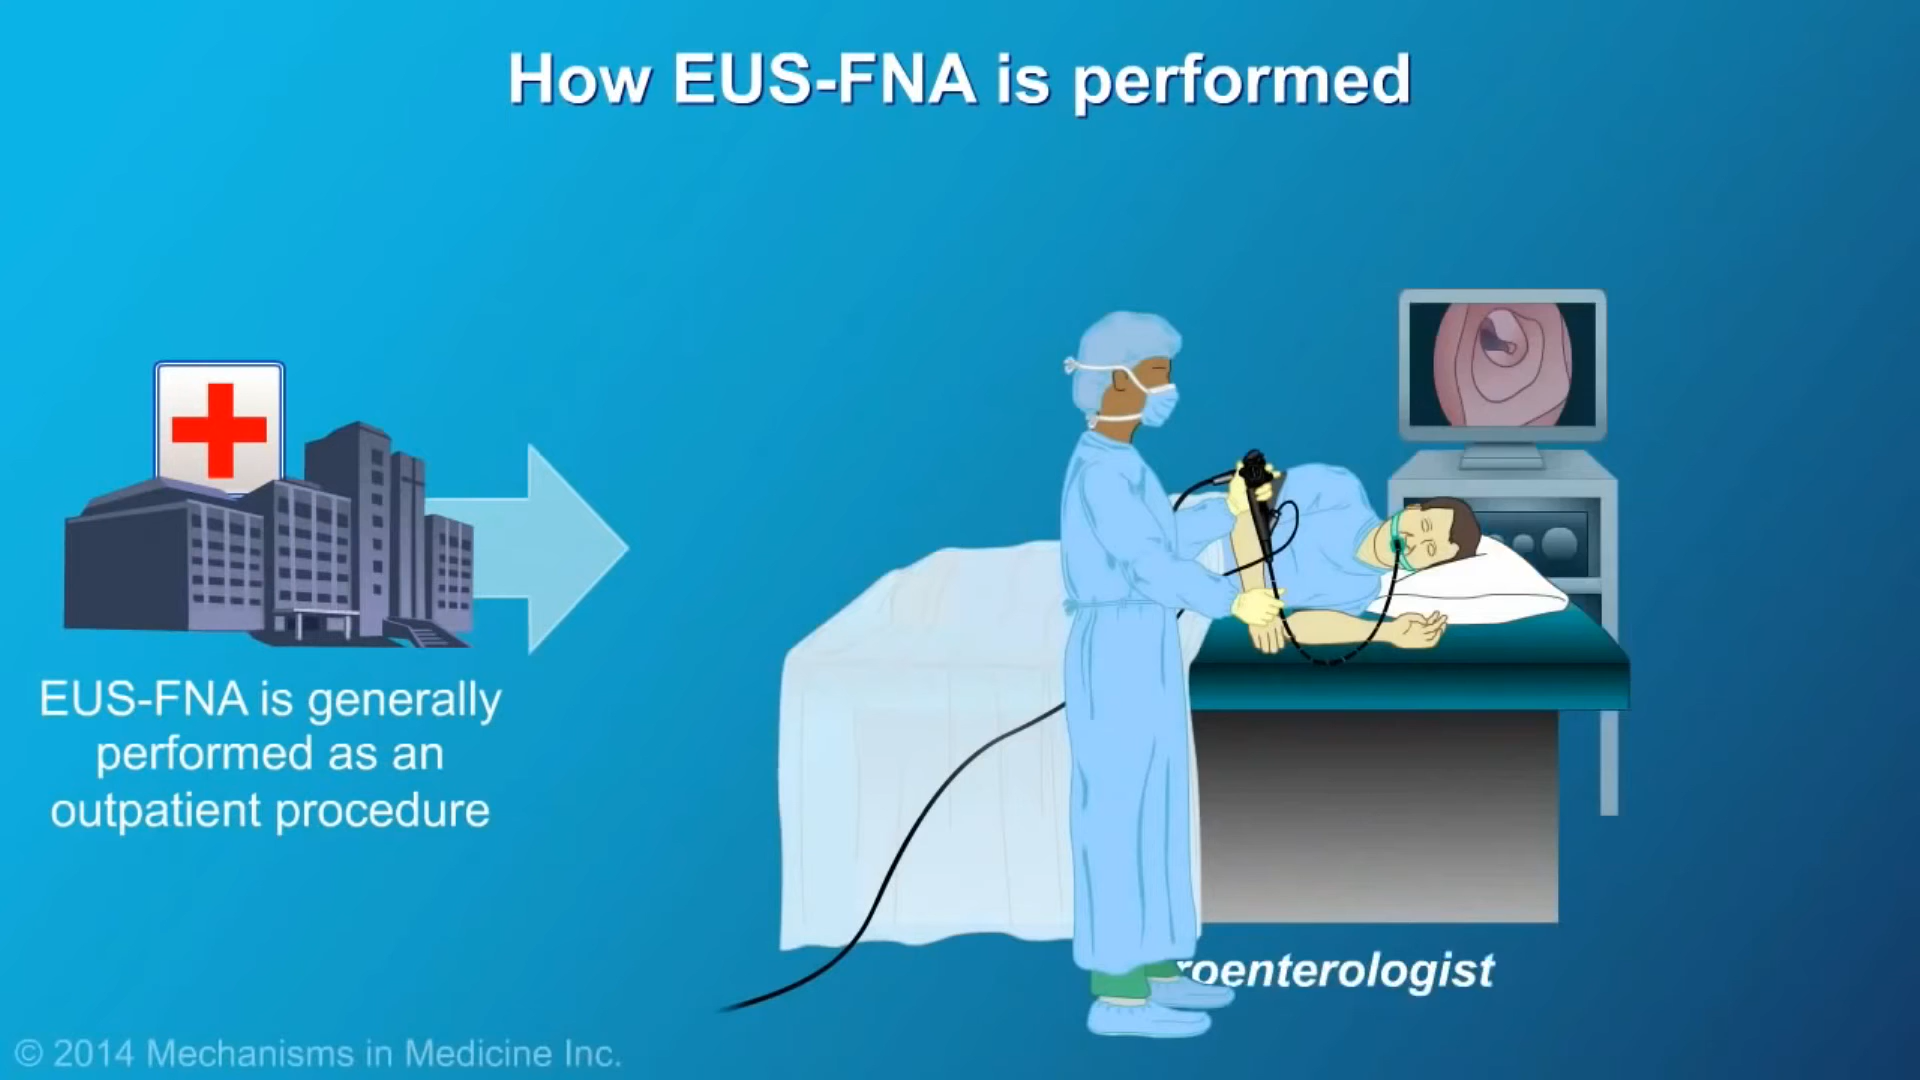 How EUS-FNA is performed
EUS-FNA is generally
performed as an
outpatient procedure
roenterologist
© 2014 Mechanisms in Medicine Inc.